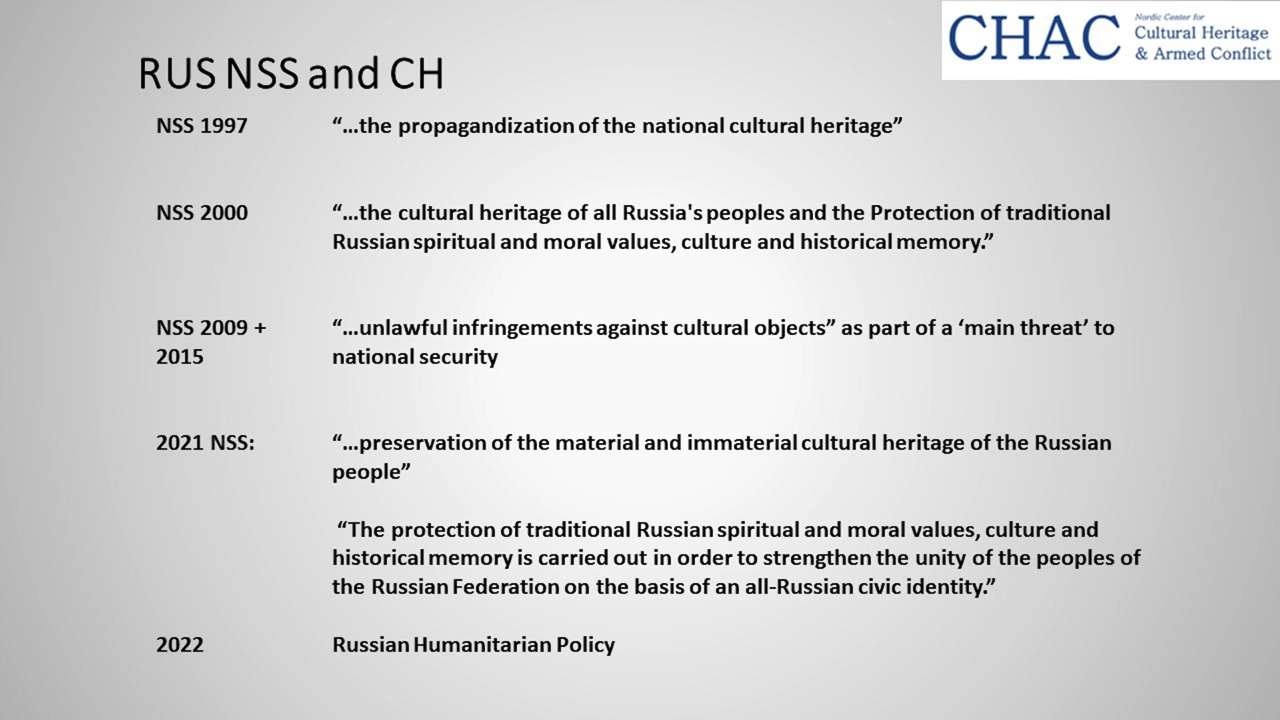 CHAC
Nordic Center for
Cultural Heritage
& Armed Conflict
RUS NSS and CH
NSS 1997
“…the propagandization of the national cultural heritage”
NSS 2000
“…the cultural heritage of all Russia's peoples and the Protection of traditional
Russian spiritual and moral values, culture and historical memory.”
NSS 2009 +
2015
“…unlawful infringements against cultural objects” as part of a ‘main threat’ to
national security
2021 NSS:
“…preservation of the material and immaterial cultural heritage of the Russian
people”
“The protection of traditional Russian spiritual and moral values, culture and
historical memory is carried out in order to strengthen the unity of the peoples of
the Russian Federation on the basis of an all-Russian civic identity.”
2022
Russian Humanitarian Policy